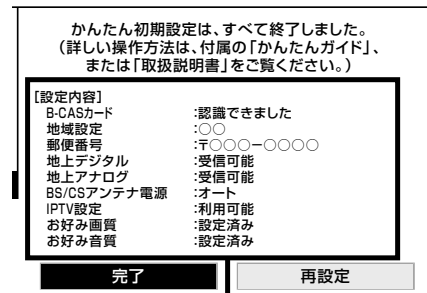 かんたん初期設定は、すべて終了しました。
（詳しい操作方法は、付属の「かんたんガイド」、
または「取扱説明書」をご覧ください。）
［設定内容］
B-CASカード　：認識できました
地域設定　：○○
郵便番号　：〒○○○−○○○○
地上デジタル　：受信可能
地上アナログ　：受信可能
BS/CSアンテナ電源　：オート
IPTV設定　：利用可能
お好み画質　：設定済み
お好み音質　：設定済み
完了　再設定